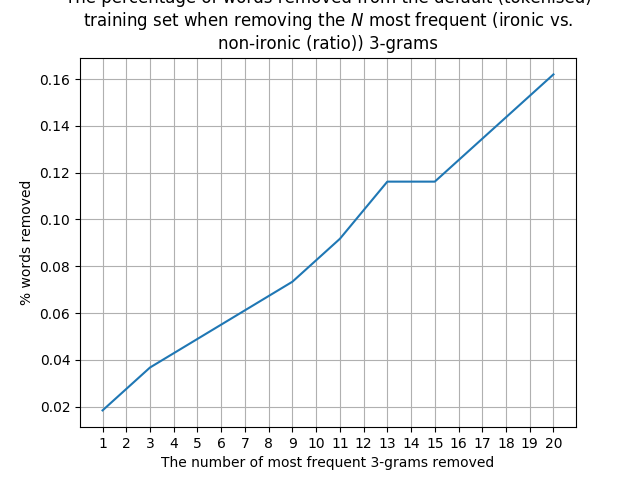 The percentage of words removed from the default (tokenised)
training set when removing the N most frequent (ironic vs.
non-ironic (ratio)) 3-grams
0.16
0.14
0.12
0.10
0.08
0.06
0.04
0.02
% words removed
1 2 3 4 5 6 7 8 9 10 11 12 13 14 15 16 17 18 19 20
The number of most frequent 3-grams removed